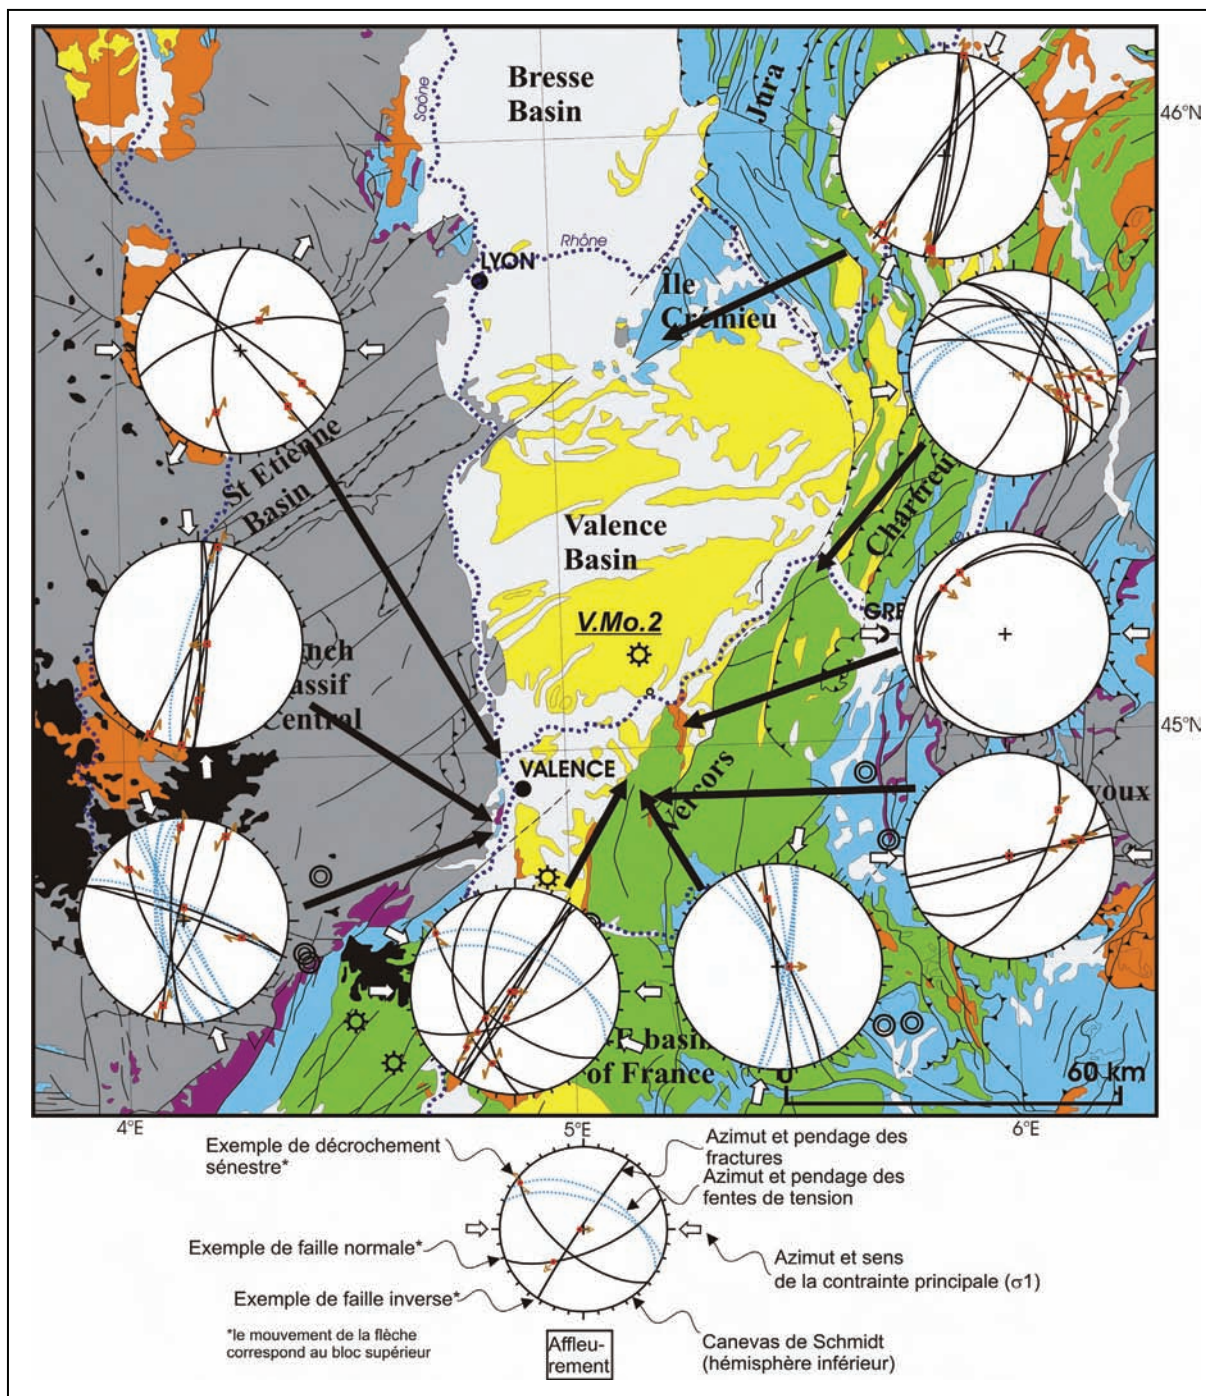 Bresse
Basin
Jura
46°N
Saône
Rhône
LYON
Ile
Crémieu
St Etienne
Basin
Valence
Basin
Chartreu
V.Mo.2
GRE
nch
assif
Central
45°N
VALENCE
Vercors
voux
basin
of France
60 km
4°E
5°E
6°E
Exemple de décrochement
sénestre*
Azimut et pendage des
fractures
Azimut et pendage des
fentes de tension
Exemple de faille normale*
Azimut et sens
de la contrainte principale (σ1)
Exemple de faille inverse*
*le mouvement de la flèche
correspond au bloc supérieur
Affleu-
rement
Canevas de Schmidt
(hémisphère inférieur)